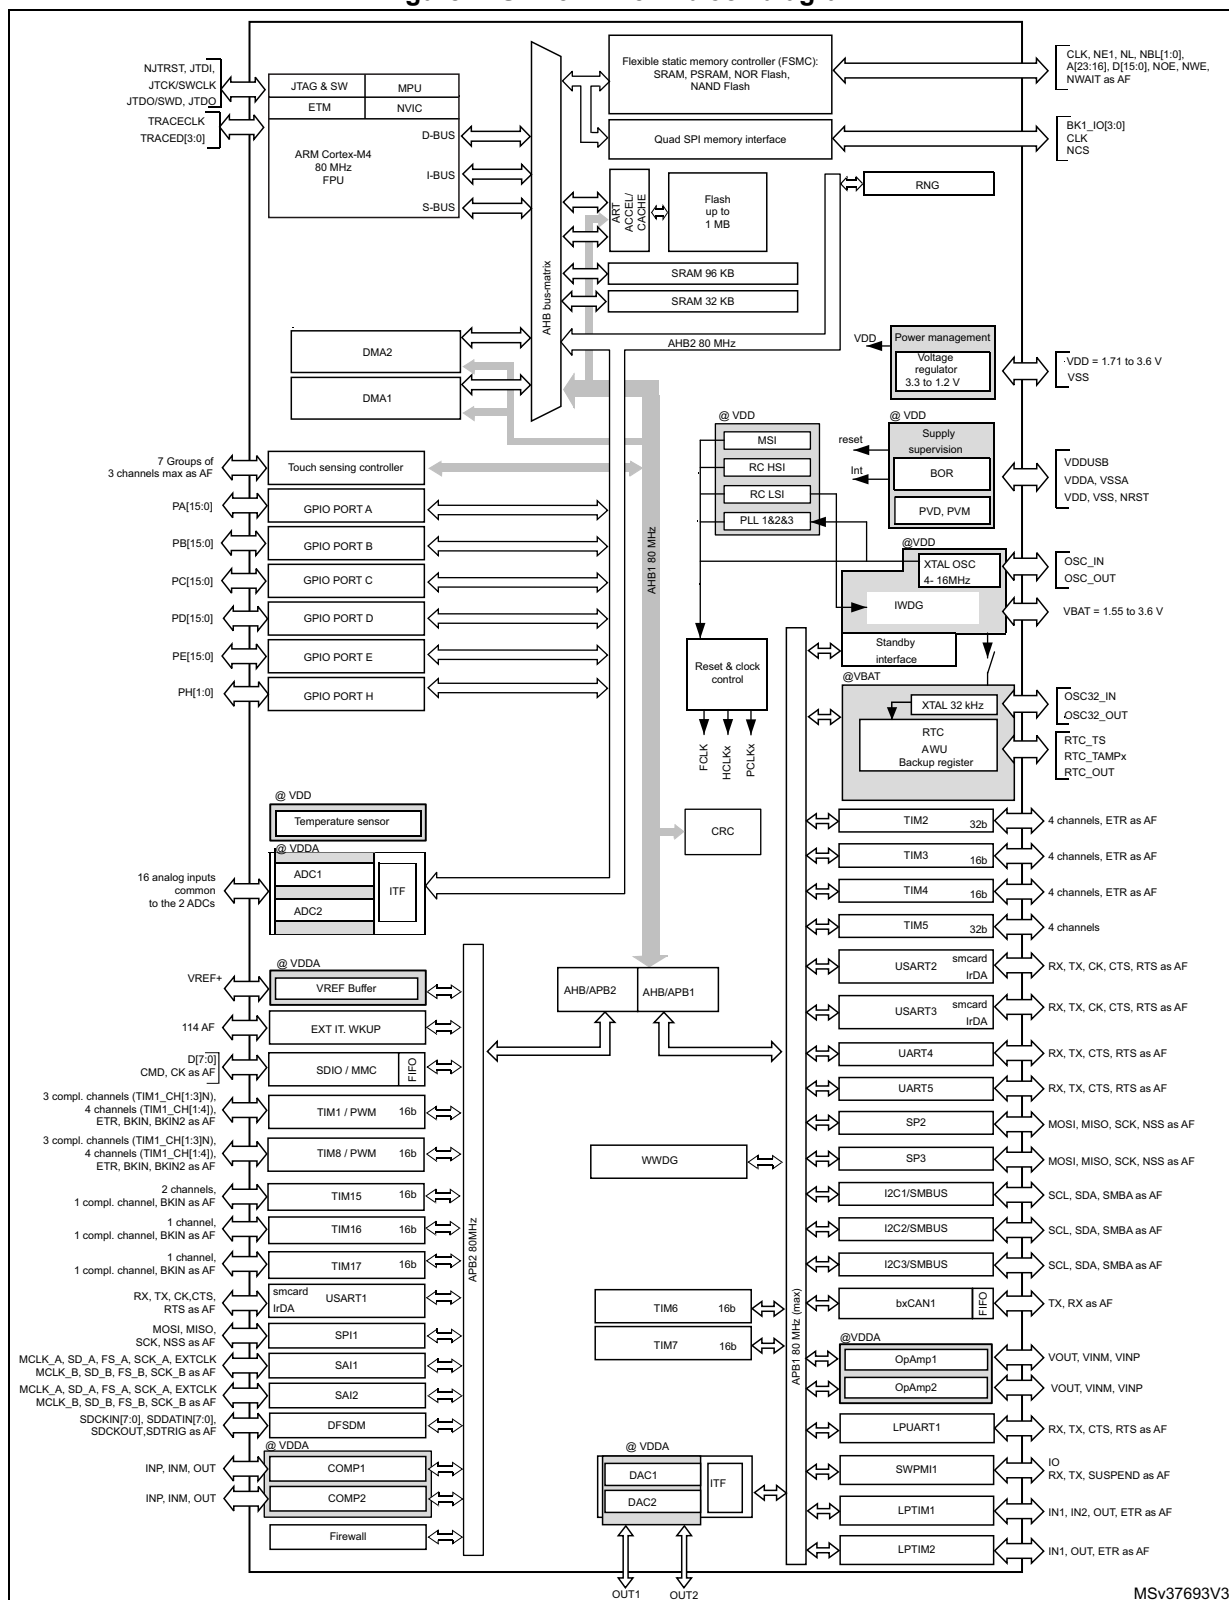 NJTRST, JTDI,
JTCK/SWCLK
JTDO/SWD, JTDO
TRACECLK
TRACED[3:0]
JTAG & SW
MPU
ETM
NVIC
ARM Cortex-M4
80 MHz
FPU
D-BUS
I-BUS
S-BUS
AHB bus-matrix
Flexible static memory controller (FSMC):
SRAM, PSRAM, NOR Flash,
NAND Flash
CLK, NE1, NL, NBL[1:0],
A[23:16], D[15:0], NOE, NWE,
NWAIT as AF
Quad SPI memory interface
BK1_IO[3:0]
CLK
NCS
ART
ACCEL/
CACHE
Flash
up to
1 MB
RNG
SRAM 96 KB
SRAM 32 KB
AHB2 80 MHz
DMA2
DMA1
VDD
Power management
Voltage
regulator
3.3 to 1.2 V
VDD = 1.71 to 3.6 V
VSS
@ VDD
MSI
RC HSI
RC LSI
PLL 1&2&3
@ VDD
reset
Int
Supply
supervision
BOR
PVD, PVM
VDDUSB
VDDA, VSSA
VDD, VSS, NRST
7 Groups of
3 channels max as AF
Touch sensing controller
PA[15:0]
GPIO PORT A
PB[15:0]
GPIO PORT B
PC[15:0]
GPIO PORT C
PD[15:0]
GPIO PORT D
PE[15:0]
GPIO PORT E
PH[1:0]
GPIO PORT H
AHB1 80 MHz
@VDD
XTAL OSC
4- 16MHz
IWDG
OSC_IN
OSC_OUT
VBAT = 1.55 to 3.6 V
Standby
interface
Reset & clock
control
FCLK
HCLKx
PCLKx
@VBAT
XTAL 32 kHz
RTC
AWU
Backup register
OSC32_IN
OSC32_OUT
RTC_TS
RTC_TAMPx
RTC_OUT
@ VDD
Temperature sensor
@ VDDA
16 analog inputs
common
to the 2 ADCs
ADC1
ADC2
ITF
CRC
AHB/APB2
AHB/APB1
VREF+
@ VDDA
VREF Buffer
114 AF
EXT IT. WKUP
D[7:0]
CMD, CK as AF
SDIO / MMC
FIFO
3 compl. channels (TIM1_CH[1:3]N),
4 channels (TIM1_CH[1:4]),
ETR, BKIN, BKIN2 as AF
TIM1 / PWM
16b
3 compl. channels (TIM1_CH[1:3]N),
4 channels (TIM1_CH[1:4]),
ETR, BKIN, BKIN2 as AF
TIM8 / PWM
16b
2 channels,
1 compl. channel, BKIN as AF
TIM15
16b
1 channel,
1 compl. channel, BKIN as AF
TIM16
16b
1 channel,
1 compl. channel, BKIN as AF
TIM17
16b
RX, TX, CK,CTS,
RTS as AF
smcard
IrDA
USART1
MOSI, MISO,
SCK, NSS as AF
SPI1
MCLK_A, SD_A, FS_A, SCK_A, EXTCLK
MCLK_B, SD_B, FS_B, SCK_B as AF
SAI1
MCLK_A, SD_A, FS_A, SCK_A, EXTCLK
MCLK_B, SD_B, FS_B, SCK_B as AF
SAI2
SDCKIN[7:0], SDDATIN[7:0],
SDCKOUT,SDTRIG as AF
DFSDM
@ VDDA
INP, INM, OUT
COMP1
INP, INM, OUT
COMP2
Firewall
APB2 80MHz
WWDG
TIM6
16b
TIM7
16b
@ VDDA
DAC1
DAC2
ITF
OUT1
OUT2
APB1 80 MHz (max)
TIM2
32b
4 channels, ETR as AF
TIM3
16b
4 channels, ETR as AF
TIM4
16b
4 channels, ETR as AF
TIM5
32b
4 channels
USART2
smcard
IrDA
RX, TX, CK, CTS, RTS as AF
USART3
smcard
IrDA
RX, TX, CK, CTS, RTS as AF
UART4
RX, TX, CTS, RTS as AF
UART5
RX, TX, CTS, RTS as AF
SP2
MOSI, MISO, SCK, NSS as AF
SP3
MOSI, MISO, SCK, NSS as AF
I2C1/SMBUS
SCL, SDA, SMBA as AF
I2C2/SMBUS
SCL, SDA, SMBA as AF
I2C3/SMBUS
SCL, SDA, SMBA as AF
bxCAN1
FIFO
TX, RX as AF
@VDDA
OpAmp1
VOUT, VINM, VINP
OpAmp2
VOUT, VINM, VINP
LPUART1
RX, TX, CTS, RTS as AF
SWPMI1
IO
RX, TX, SUSPEND as AF
LPTIM1
IN1, IN2, OUT, ETR as AF
LPTIM2
IN1, OUT, ETR as AF
MSv37693V3